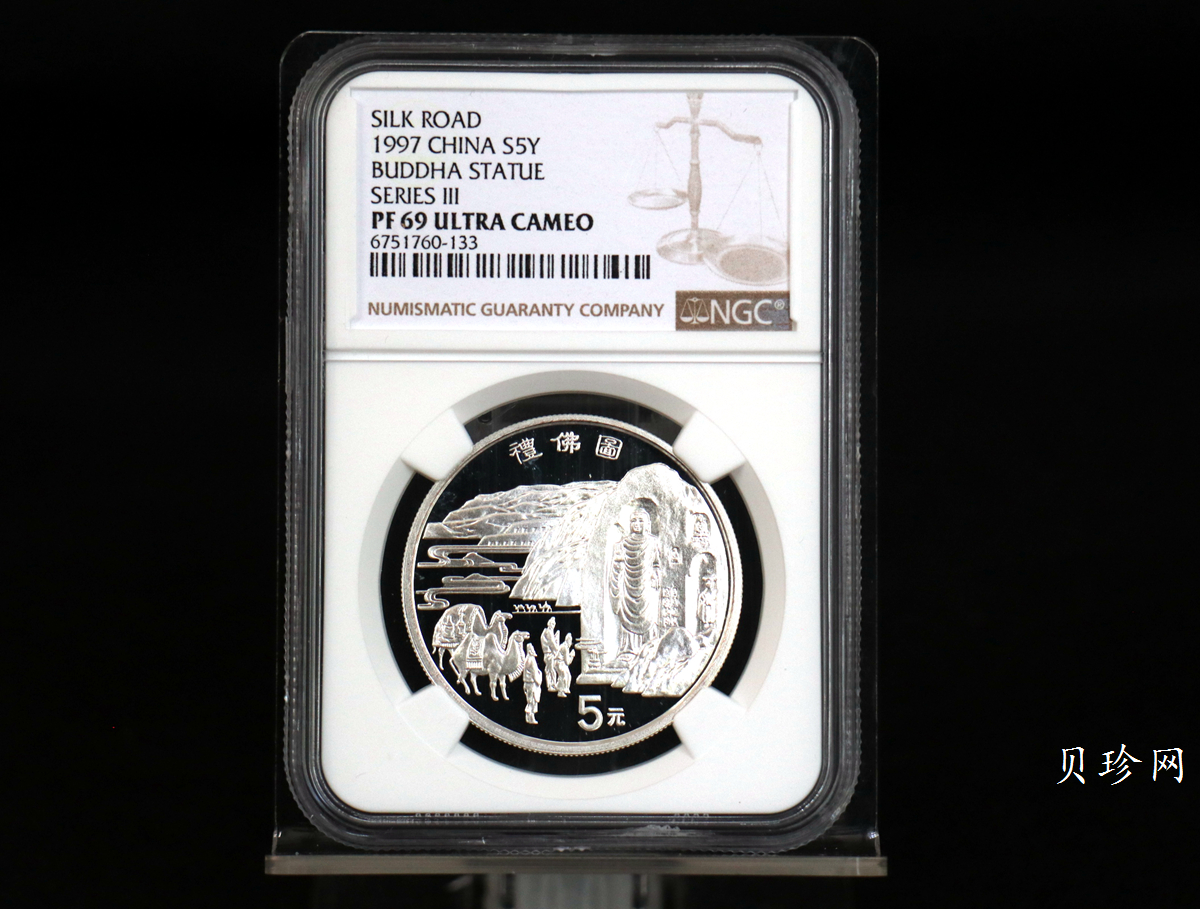 SILK ROAD
1997 CHINA S5Y
BUDDHA STATUE
SERIES III
PF 69 ULTRA CAMEO
6751760-133
NUMISMATIC GUARANTY COMPANY
NGC®
禮佛圖
5元
贝珍网